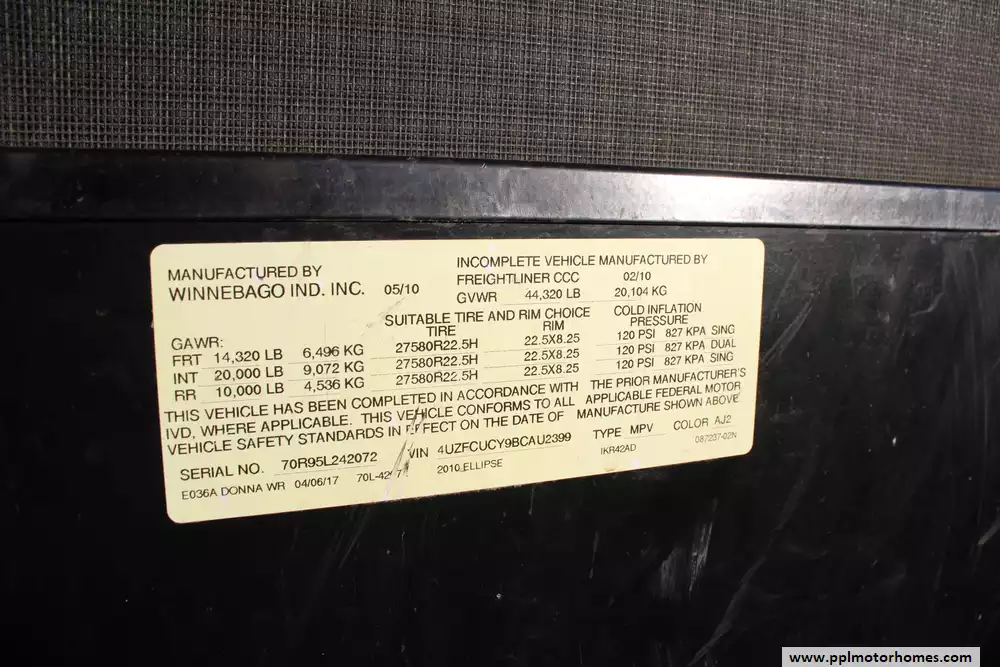 MANUFACTURED BY
WINNEBAGO IND. INC. 05/10
INCOMPLETE VEHICLE MANUFACTURED BY
FREIGHTLINER CCC 02/10
GVWR 44,320 LB 20,104 KG
SUITABLE TIRE AND RIM CHOICE
TIRE RIM
COLD INFLATION
PRESSURE
GAWR:
FRT 14,320 LB 6,496 KG 27580R22.5H 22.5X8.25 120 PSI 827 KPA SING
INT 20,000 LB 9,072 KG 27580R22.5H 22.5X8.25 120 PSI 827 KPA DUAL
RR 10,000 LB 4,536 KG 27580R22.5H 22.5X8.25 120 PSI 827 KPA SING
THIS VEHICLE HAS BEEN COMPLETED IN ACCORDANCE WITH THE PRIOR MANUFACTURER'S
IVD, WHERE APPLICABLE. THIS VEHICLE CONFORMS TO ALL APPLICABLE FEDERAL MOTOR
VEHICLE SAFETY STANDARDS IN EFFECT ON THE DATE OF MANUFACTURE SHOWN ABOVE
SERIAL NO. 70R95L242072 VIN 4UZFCUCY9BCAU2399 TYPE MPV COLOR AJ2
E036A DONNA WR 04/06/17 2010 ELLIPSE IKR42AD 087237-02N
www.pplmotorhomes.com